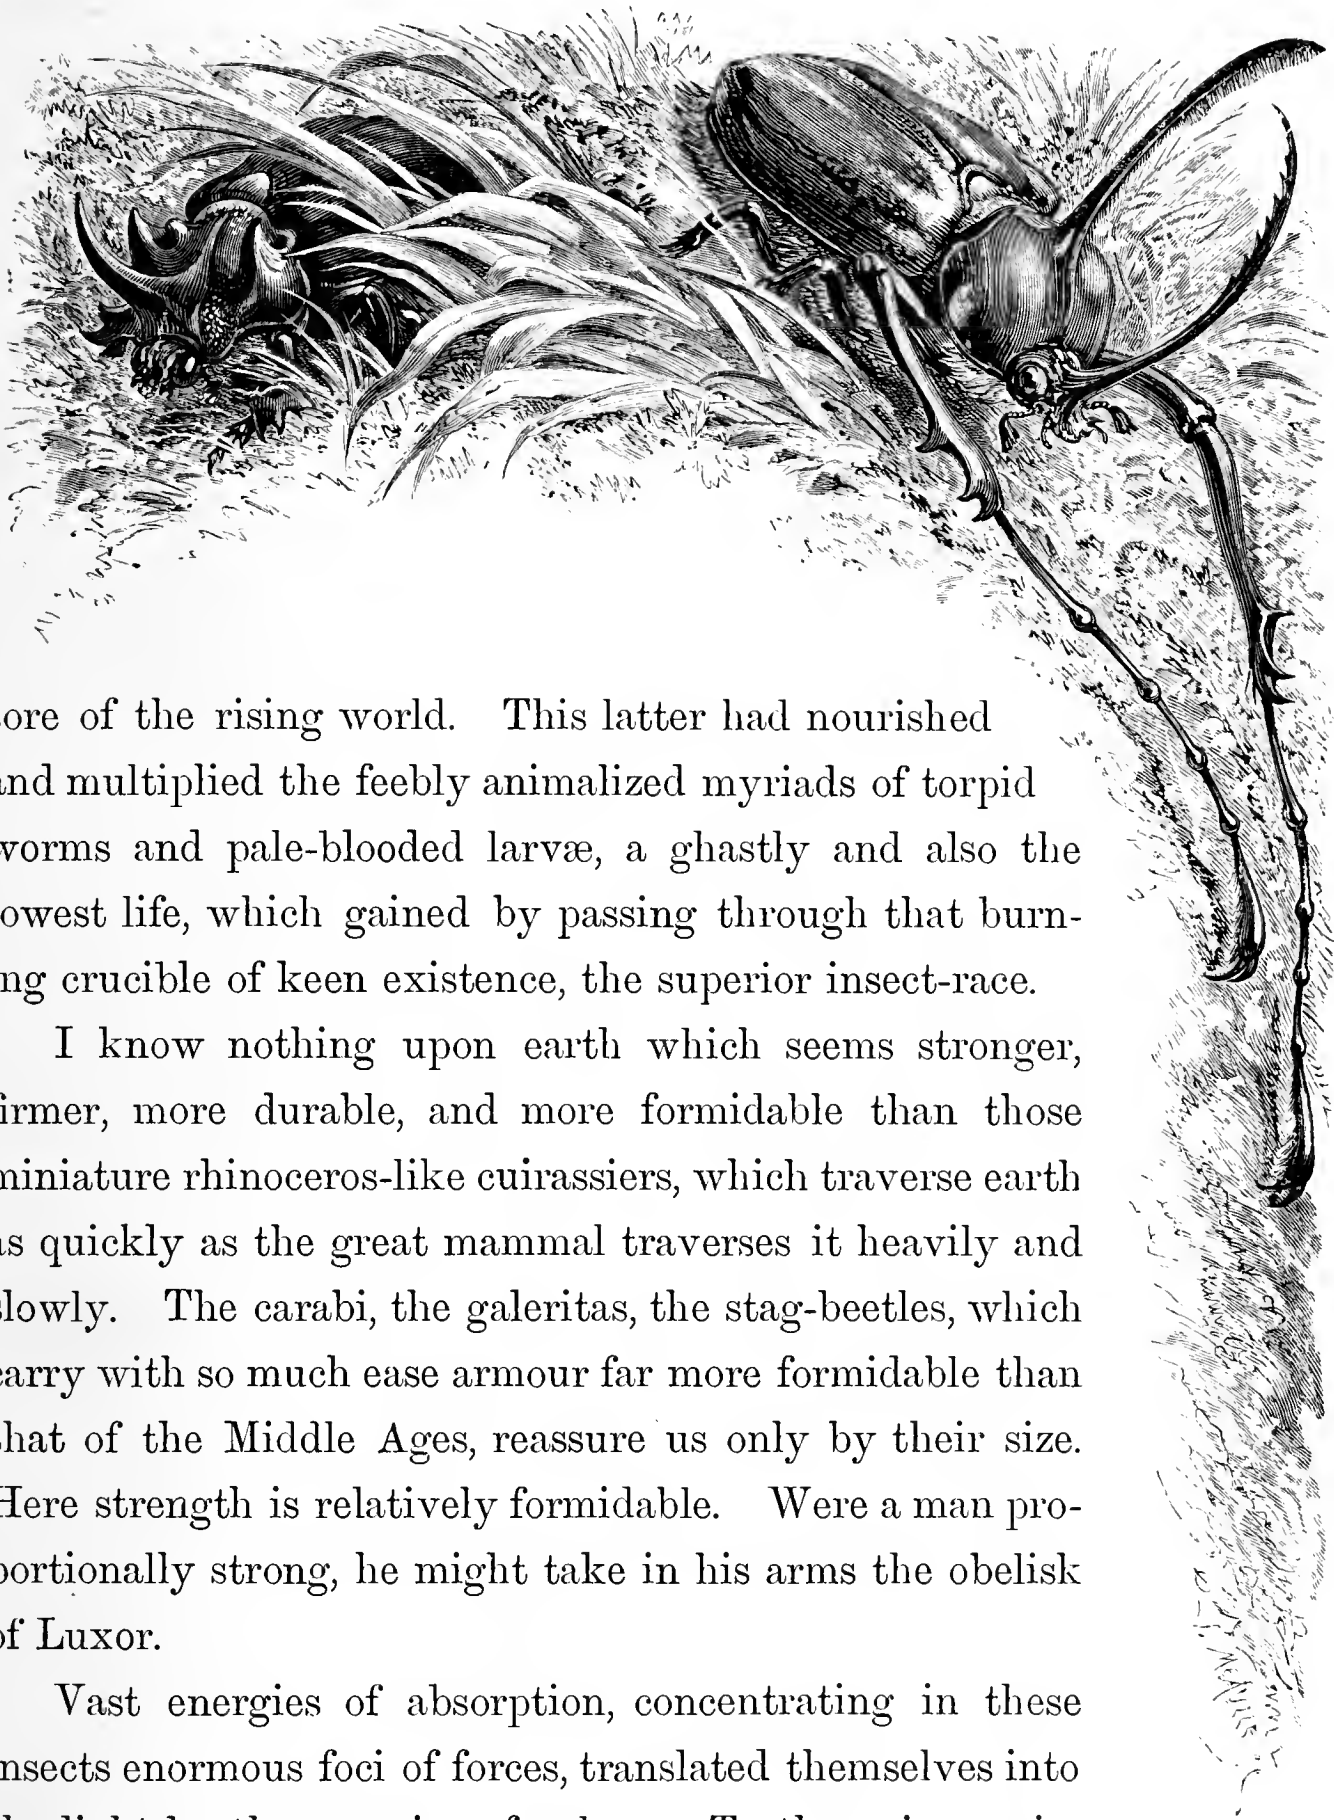 ore of the rising world. This latter had nourished
nd multiplied the feebly animalized myriads of torpid
worms and pale-blooded larvæ, a ghastly and also the
owest life, which gained by passing through that burn-
ng crucible of keen existence, the superior insect-race.
I know nothing upon earth which seems stronger,
irmer, more durable, and more formidable than those
miniature rhinoceros-like cuirassiers, which traverse earth
as quickly as the great mammal traverses it heavily and
slowly. The carabi, the galeritas, the stag-beetles, which
carry with so much ease armour far more formidable than
that of the Middle Ages, reassure us only by their size.
Here strength is relatively formidable. Were a man pro-
portionally strong, he might take in his arms the obelisk
of Luxor.
Vast energies of absorption, concentrating in these
nsects enormous foci of forces, translated themselves into